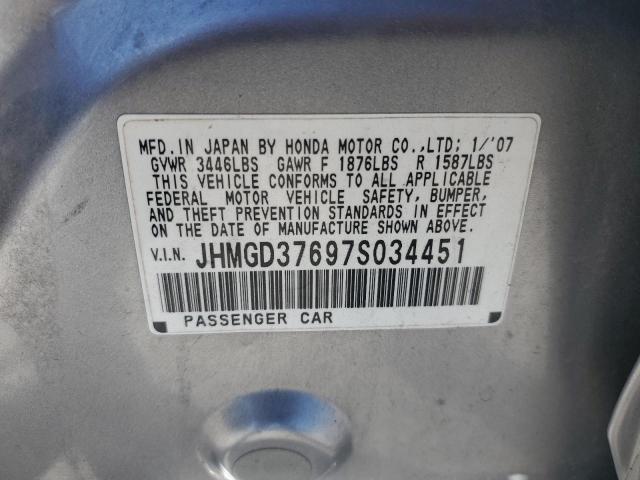 MFD. IN JAPAN BY HONDA MOTOR CO.,LTD; 1/'07
GVWR 3446LBS GAWR F 1876LBS R 1587LBS
THIS VEHICLE CONFORMS TO ALL APPLICABLE
FEDERAL MOTOR VEHICLE SAFETY, BUMPER,
AND THEFT PREVENTION STANDARDS IN EFFECT
ON THE DATE OF MANUFACTURE SHOWN ABOVE.
V.I.N. JHMGD37697S034451
PASSENGER CAR